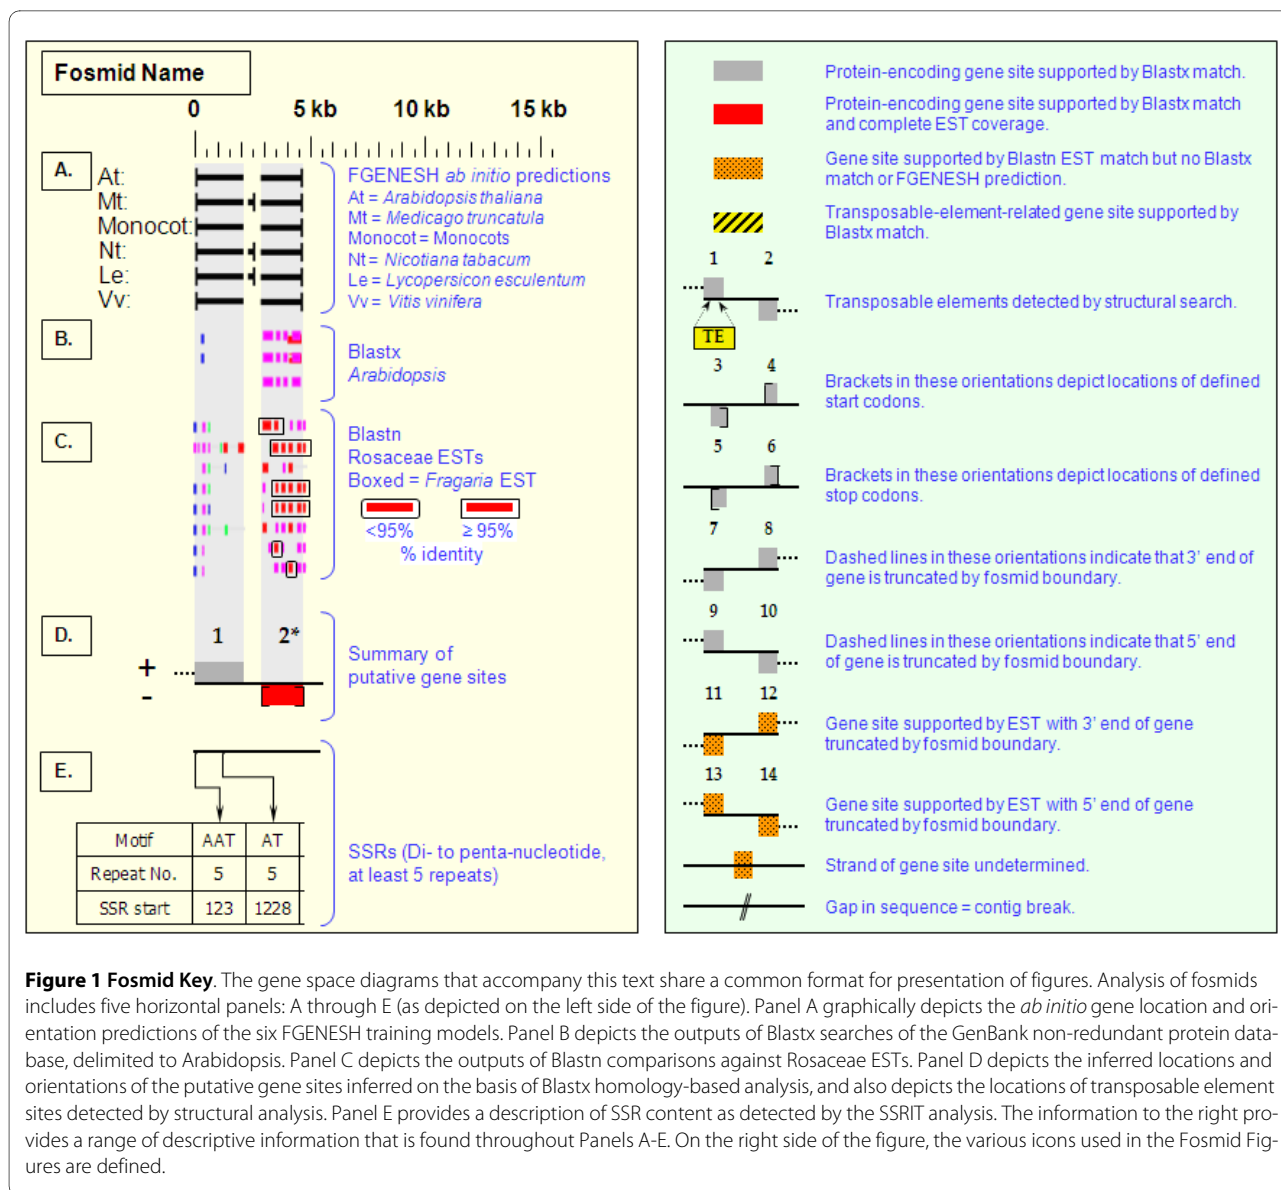 Fosmid Name
0 5 kb 10 kb 15 kb
A.
At:
Mt:
Monocot:
Nt:
Le:
Vv:
FGENESH ab initio predictions
At = Arabidopsis thaliana
Mt = Medicago truncatula
Monocot = Monocots
Nt = Nicotiana tabacum
Le = Lycopersicon esculentum
Vv = Vitis vinifera
B.
Blastx
Arabidopsis
C.
Blastn
Rosaceae ESTs
Boxed = Fragaria EST
<95% ≥ 95%
% identity
D.
1 2*
+
-
Summary of
putative gene sites
E.
Motif AAT AT
Repeat No. 5 5
SSR start 123 1228
SSRs (Di- to penta-nucleotide,
at least 5 repeats)
Protein-encoding gene site supported by Blastx match.
Protein-encoding gene site supported by Blastx match
and complete EST coverage.
Gene site supported by Blastn EST match but no Blastx
match or FGENESH prediction.
Transposable-element-related gene site supported by
Blastx match.
1 2
TE
Transposable elements detected by structural search.
3 4
Brackets in these orientations depict locations of defined
start codons.
5 6
Brackets in these orientations depict locations of defined
stop codons.
7 8
Dashed lines in these orientations indicate that 3' end of
gene is truncated by fosmid boundary.
9 10
Dashed lines in these orientations indicate that 5' end
of gene is truncated by fosmid boundary.
11 12
Gene site supported by EST with 3' end of gene
truncated by fosmid boundary.
13 14
Gene site supported by EST with 5' end of gene
truncated by fosmid boundary.
Strand of gene site undetermined.
Gap in sequence = contig break.
Figure 1 Fosmid Key. The gene space diagrams that accompany this text share a common format for presentation of figures. Analysis of fosmids
includes five horizontal panels: A through E (as depicted on the left side of the figure). Panel A graphically depicts the ab initio gene location and ori-
entation predictions of the six FGENESH training models. Panel B depicts the outputs of Blastx searches of the GenBank non-redundant protein data-
base, delimited to Arabidopsis. Panel C depicts the outputs of Blastn comparisons against Rosaceae ESTs. Panel D depicts the inferred locations and
orientations of the putative gene sites inferred on the basis of Blastx homology-based analysis, and also depicts the locations of transposable element
sites detected by structural analysis. Panel E provides a description of SSR content as detected by the SSRIT analysis. The information to the right pro-
vides a range of descriptive information that is found throughout Panels A-E. On the right side of the figure, the various icons used in the Fosmid Fig-
ures are defined.